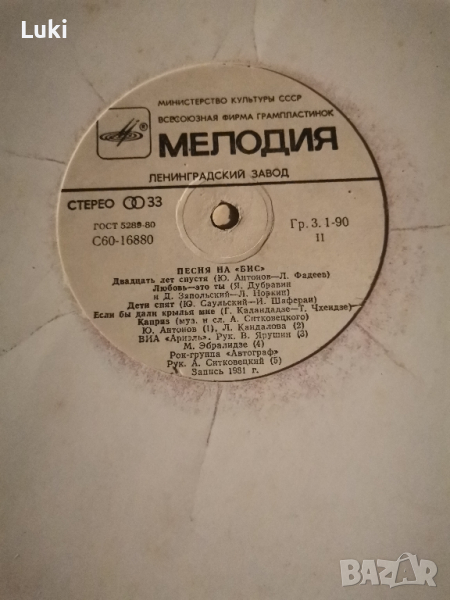 Luki
МИНИСТЕРСТВО КУЛЬТУРЫ СССР
ВСЕСОЮЗНАЯ ФИРМА ГРАМПЛАСТИНОК
МЕЛОДИЯ
ЛЕНИНГРАДСКИЙ ЗАВОД
СТЕРЕО 33
ГОСТ 5289-80
С60-16880
Гр. 3. 1-90
II
ПЕСНЯ НА «БИС»
Двадцать лет спустя (Ю. Антонов—Л. Фадеев)
Любовь—это ты (Я. Дубравин
и Д. Запольский—Л. Норкин)
Дети спят (Ю. Саульский—И. Шаферан)
Если бы дали крылья мне (Г. Каландадзе—Т. Чхеидзе)
Каприз (муз. и сл. А. Ситковецкого)
Ю. Антонов (1), Л. Кандалова (2)
ВИА «Ариэль». Рук. В. Ярушин (3)
М. Эбралидзе (4)
Рок-группа «Автограф»
Рук. А. Ситковецкий (5)
Запись 1981 г.
BAZAR